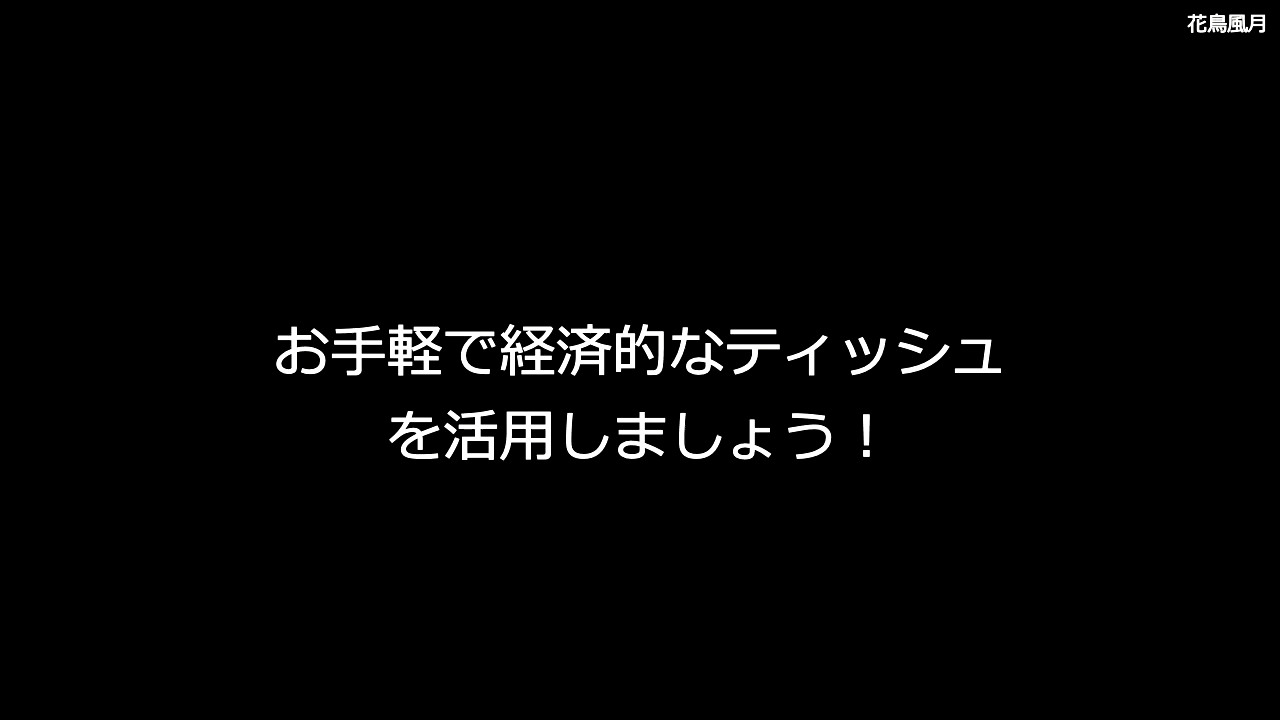 花鳥風月
お手軽で経済的なティッシュ
を活用しましょう！